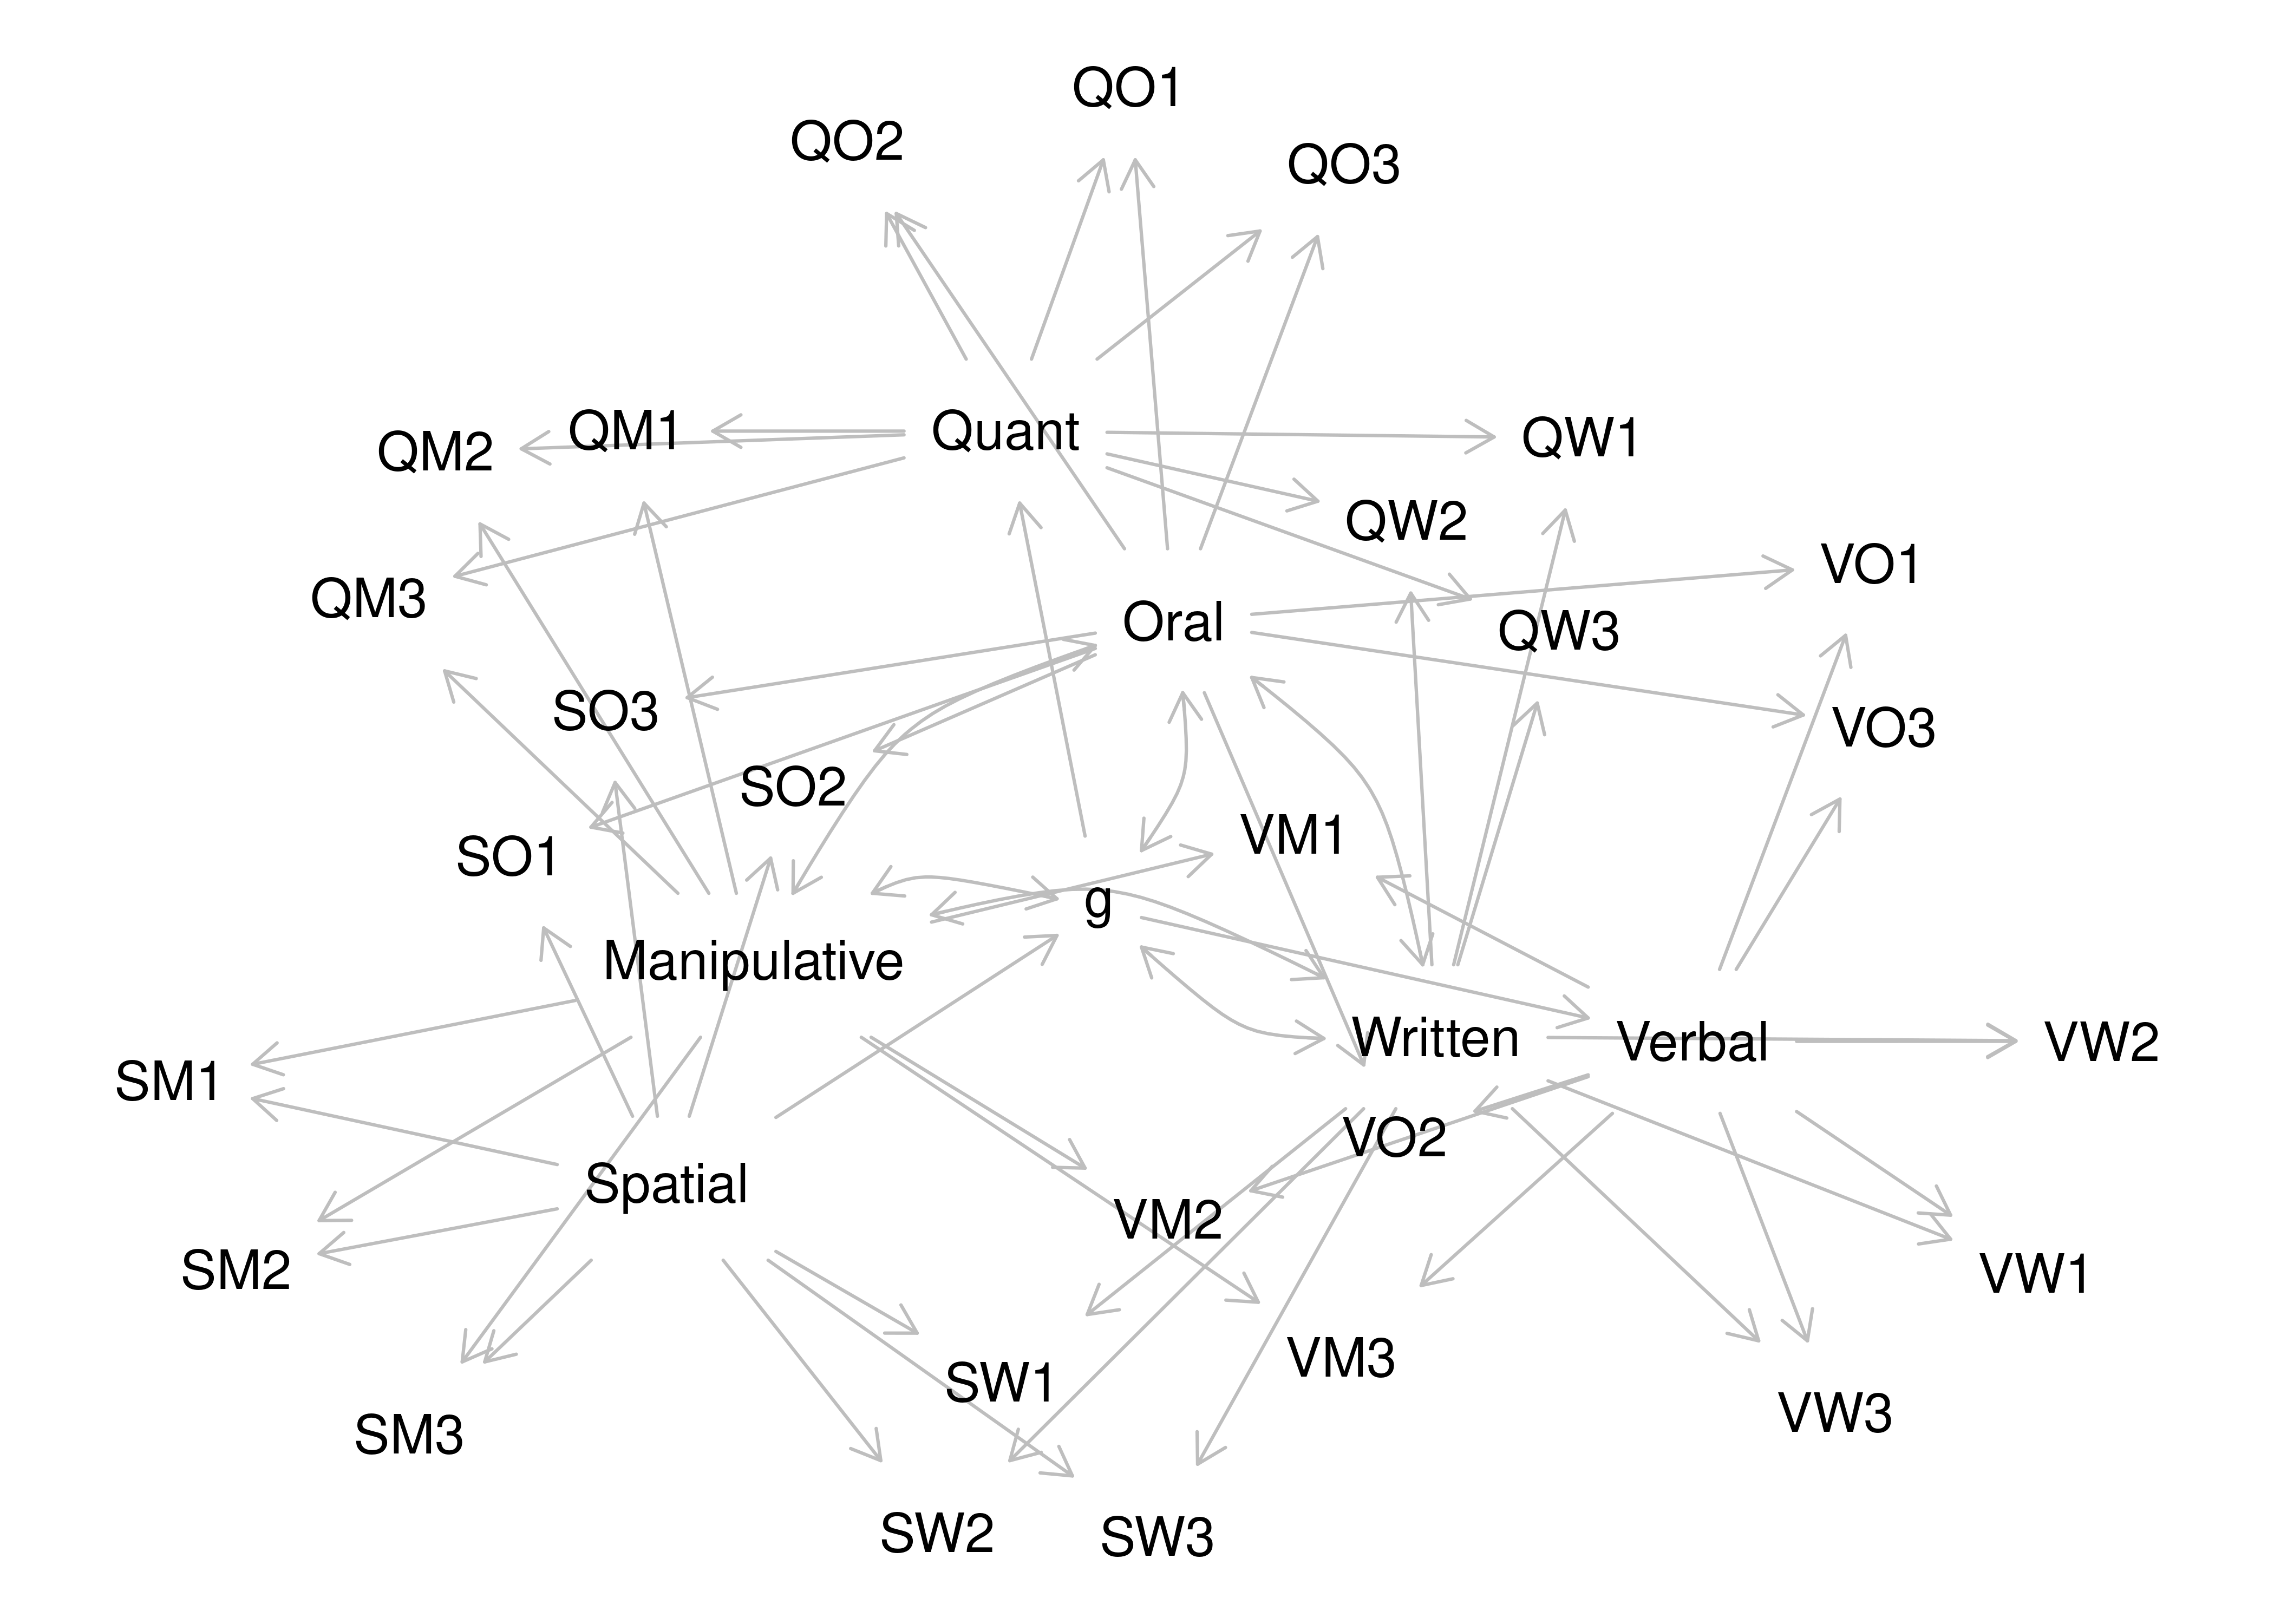 QO1
QO2
QO3
QM1
Quant
QW1
QM2
QW2
VO1
QM3
Oral
QW3
SO3
VO3
SO2
VM1
SO1
g
Manipulative
Written
Verbal
VW2
SM1
VO2
Spatial
VM2
SM2
VW1
VM3
SW1
VW3
SM3
SW2
SW3